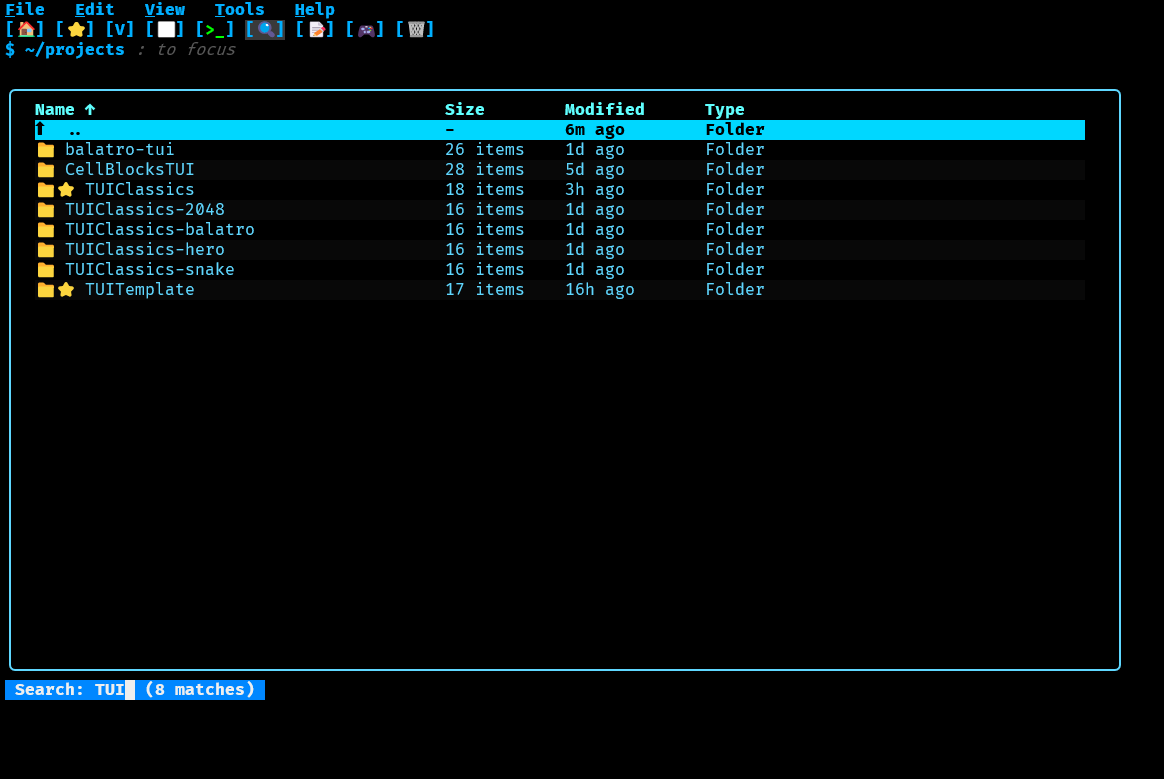 File Edit View Tools Help
[🏠] [⭐] [V] [⬜] [>_] [🔍] [📝] [🎮] [🗑️]
$ ~/projects : to focus
Name ↑ Size Modified Type
⬆ .. - 6m ago Folder
📁 balatro-tui 26 items 1d ago Folder
📁 CellBlocksTUI 28 items 5d ago Folder
📁⭐ TUIClassics 18 items 3h ago Folder
📁 TUIClassics-2048 16 items 1d ago Folder
📁 TUIClassics-balatro 16 items 1d ago Folder
📁 TUIClassics-hero 16 items 1d ago Folder
📁 TUIClassics-snake 16 items 1d ago Folder
📁⭐ TUITemplate 17 items 16h ago Folder
Search: TUI (8 matches)